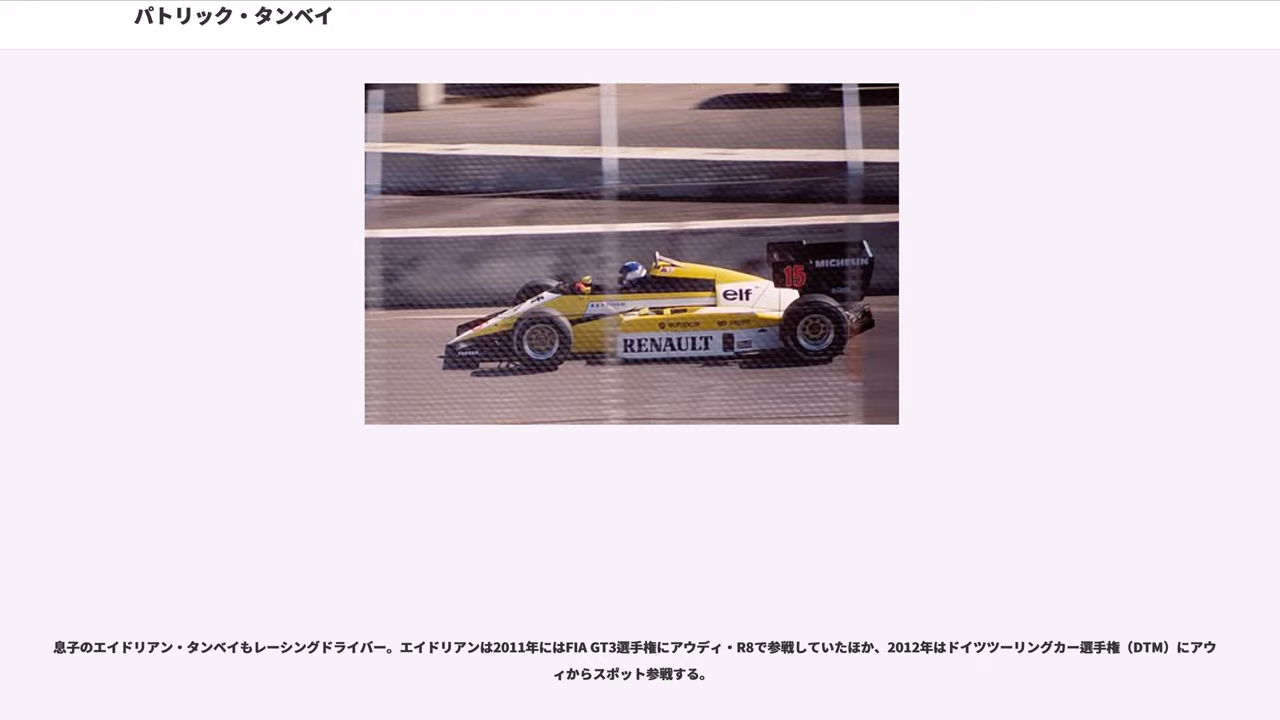 パトリック・タンベイ
15
MICHELIN
elf
europcar
RENAULT
息子のエイドリアン・タンベイもレーシングドライバー。エイドリアンは2011年にはFIA GT3選手権にアウディ・R8で参戦していたほか、2012年はドイツツーリングカー選手権（DTM）にアウ
ィからスポット参戦する。